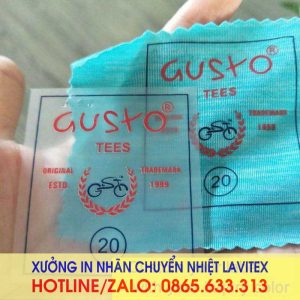 GUSTO®
TEES
ORIGINAL
ESTD
TRADEMARK
1989
20
GUSTO®
TEES
TRADEMARK
20
XƯỞNG IN NHÃN CHUYỂN NHIỆT LAVITEX
HOTLINE/ZALO: 0865.633.313